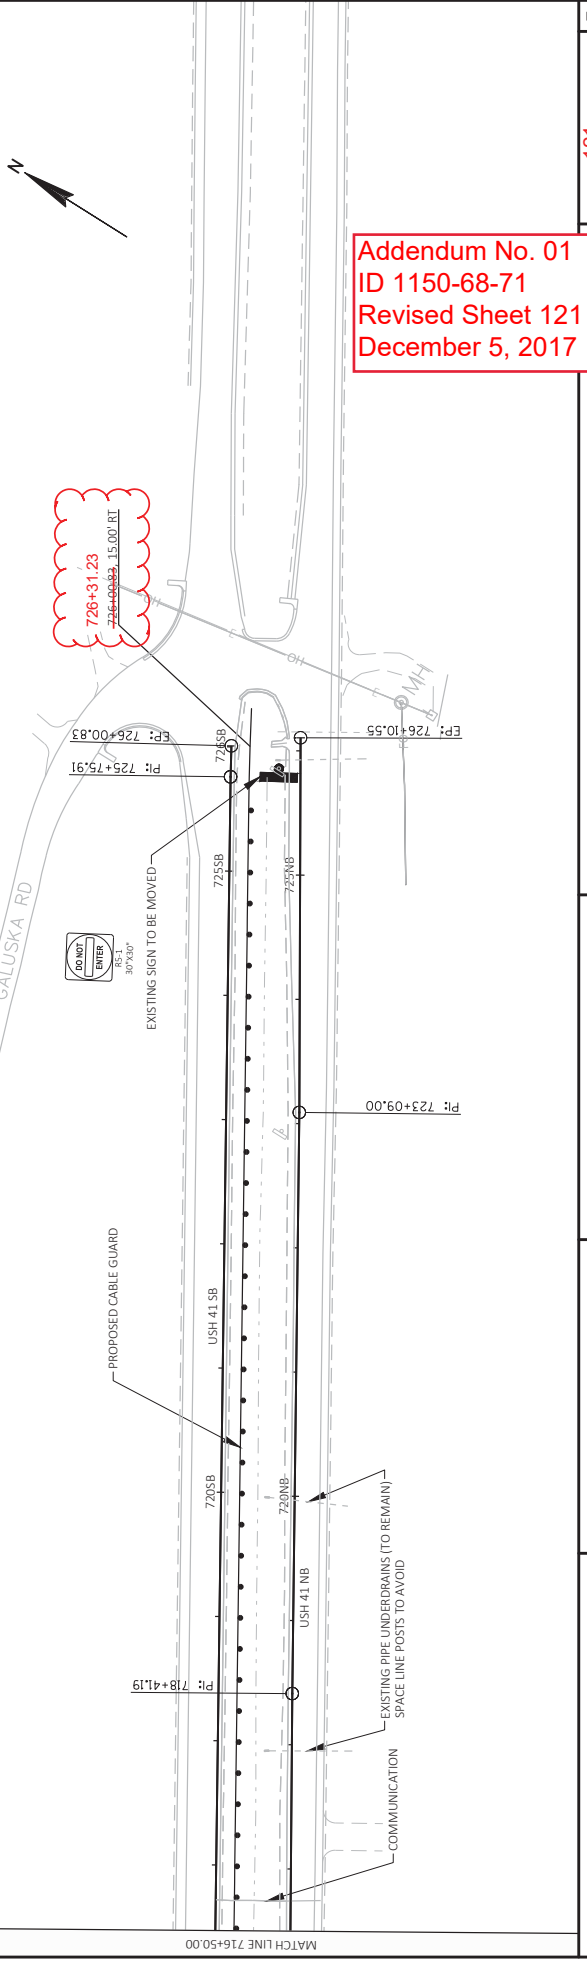 N
Addendum No. 01
ID 1150-68-71
Revised Sheet 121
December 5, 2017
726+31.23
726+00.83, 15.00' RT
OH
OH
MH
EP: 726+00.83
PI: 725+75.91
726SB
EP: 726+10.55
725SB
725NB
GALUSKA RD
DO NOT
ENTER
R5-1
30"X30"
EXISTING SIGN TO BE MOVED
PI: 723+09.00
PROPOSED CABLE GUARD
USH 41 SB
720SB
720NB
USH 41 NB
EXISTING PIPE UNDERDRAINS (TO REMAIN)
SPACE LINE POSTS TO AVOID
PI: 718+41.19
COMMUNICATION
MATCH LINE 716+50.00